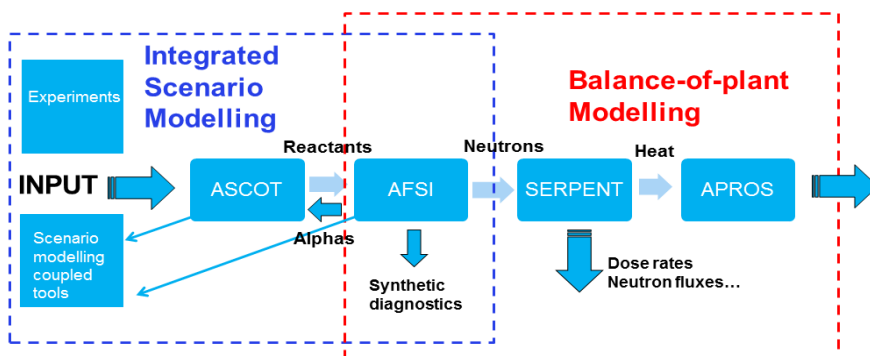 Integrated
Scenario
Modelling
Balance-of-plant
Modelling
Experiments
Reactants
Neutrons
Heat
INPUT
ASCOT
AFSI
SERPENT
APROS
Alphas
Scenario
modelling
coupled
tools
Synthetic
diagnostics
Dose rates
Neutron fluxes…